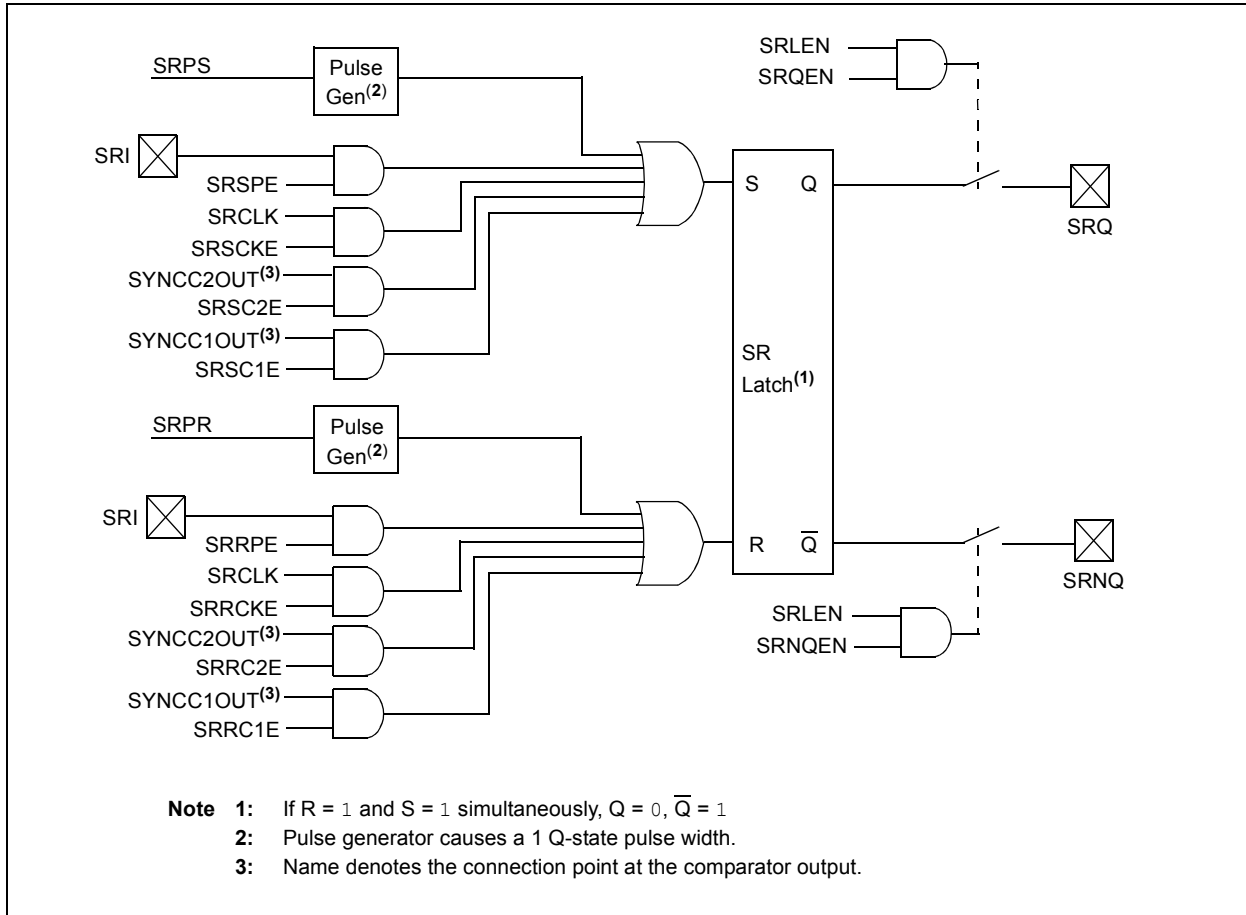 SRPS
Pulse
Gen(2)
SRI
SRSPE
SRCLK
SRSCKE
SYNCC2OUT(3)
SRSC2E
SYNCC1OUT(3)
SRSC1E
SRPR
Pulse
Gen(2)
SRI
SRRPE
SRCLK
SRRCKE
SYNCC2OUT(3)
SRRC2E
SYNCC1OUT(3)
SRRC1E
S Q
SR
Latch(1)
R Q̅
SRLEN
SRQEN
SRQ
SRLEN
SRNQEN
SRNQ
Note 1: If R = 1 and S = 1 simultaneously, Q = 0, Q̅ = 1
2: Pulse generator causes a 1 Q-state pulse width.
3: Name denotes the connection point at the comparator output.